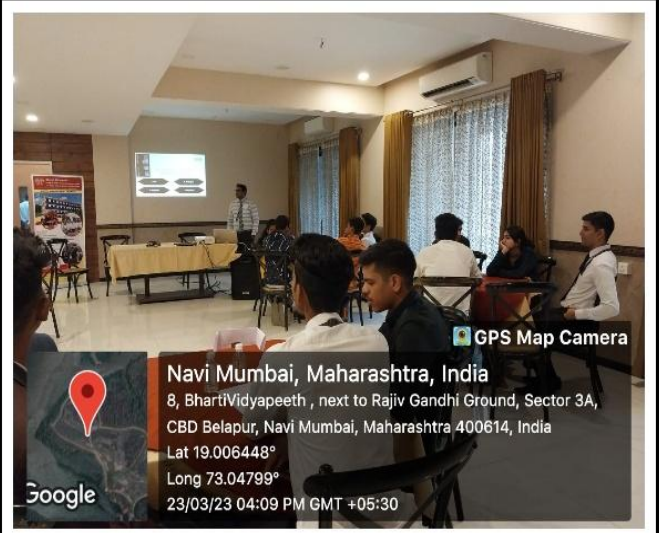 GPS Map Camera
Navi Mumbai, Maharashtra, India
8, BhartiVidyapeeth , next to Rajiv Gandhi Ground, Sector 3A,
CBD Belapur, Navi Mumbai, Maharashtra 400614, India
Lat 19.006448°
Long 73.04799°
23/03/23 04:09 PM GMT +05:30
Google